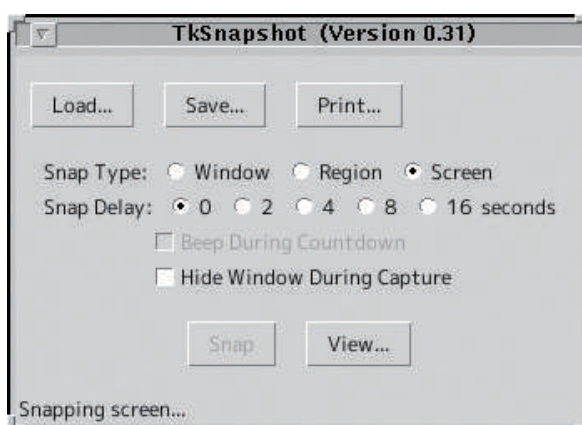 TkSnapshot (Version 0.31)
Load... Save... Print...
Snap Type: Window Region Screen
Snap Delay: 0 2 4 8 16 seconds
Beep During Countdown
Hide Window During Capture
Snap View...
Snapping screen...